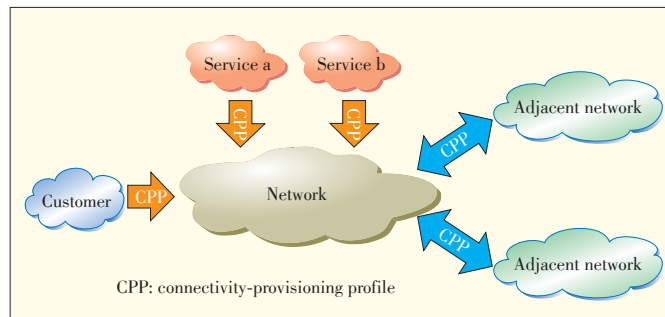 Service a
Service b
CPP
CPP
Adjacent network
CPP
Customer
CPP
Network
CPP
Adjacent network
CPP: connectivity-provisioning profile